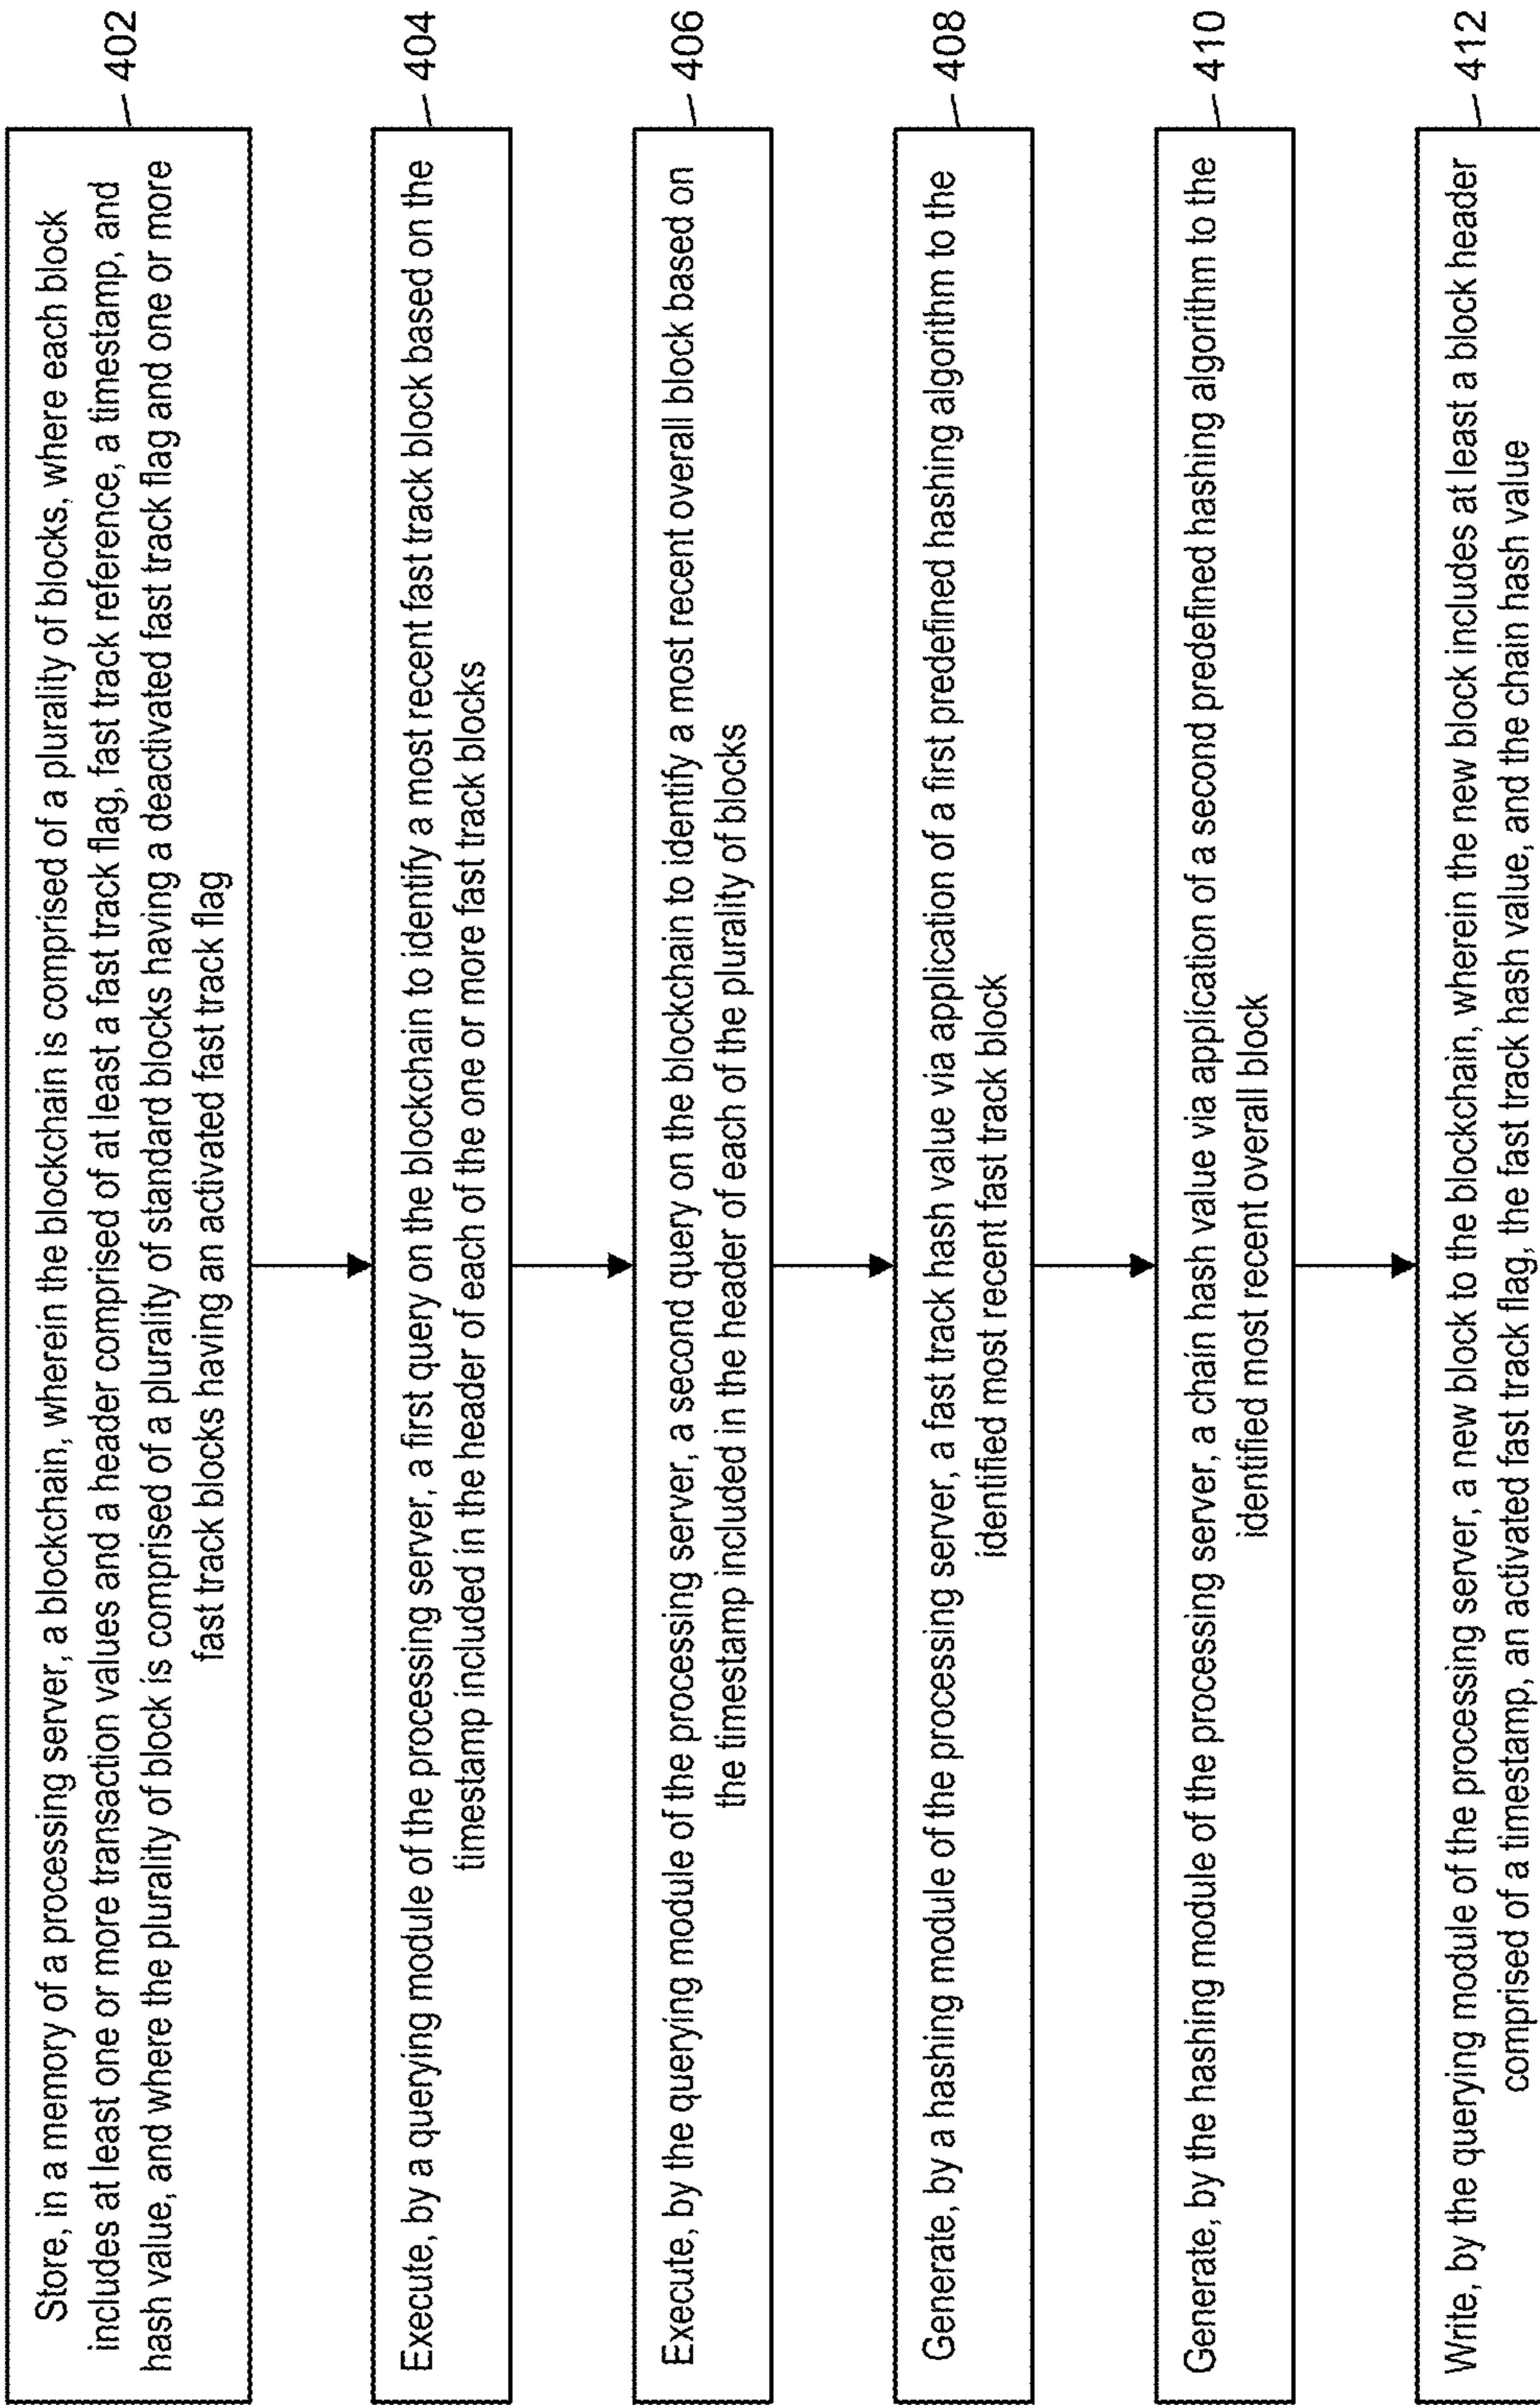 Store, in a memory of a processing server, a blockchain, wherein the blockchain is comprised of a plurality of blocks, where each block
includes at least one or more transaction values and a header comprised of at least a fast track flag, fast track reference, a timestamp, and
hash value, and where the plurality of block is comprised of a plurality of standard blocks having a deactivated fast track flag and one or more
fast track blocks having an activated fast track flag
402
Execute, by a querying module of the processing server, a first query on the blockchain to identify a most recent fast track block based on the
timestamp included in the header of each of the one or more fast track blocks
404
Execute, by the querying module of the processing server, a second query on the blockchain to identify a most recent overall block based on
the timestamp included in the header of each of the plurality of blocks
406
Generate, by a hashing module of the processing server, a fast track hash value via application of a first predefined hashing algorithm to the
identified most recent fast track block
408
Generate, by the hashing module of the processing server, a chain hash value via application of a second predefined hashing algorithm to the
identified most recent overall block
410
Write, by the querying module of the processing server, a new block to the blockchain, wherein the new block includes at least a block header
comprised of a timestamp, an activated fast track flag, the fast track hash value, and the chain hash value
412